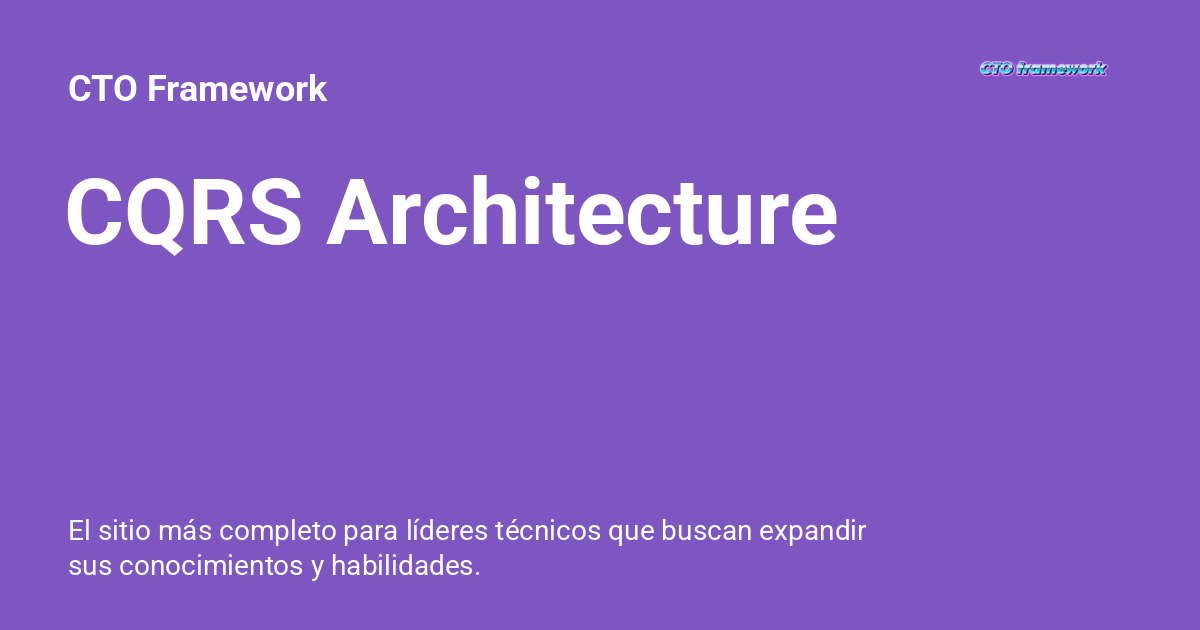 CTO Framework
CTO framework
CQRS Architecture
El sitio más completo para líderes técnicos que buscan expandir
sus conocimientos y habilidades.